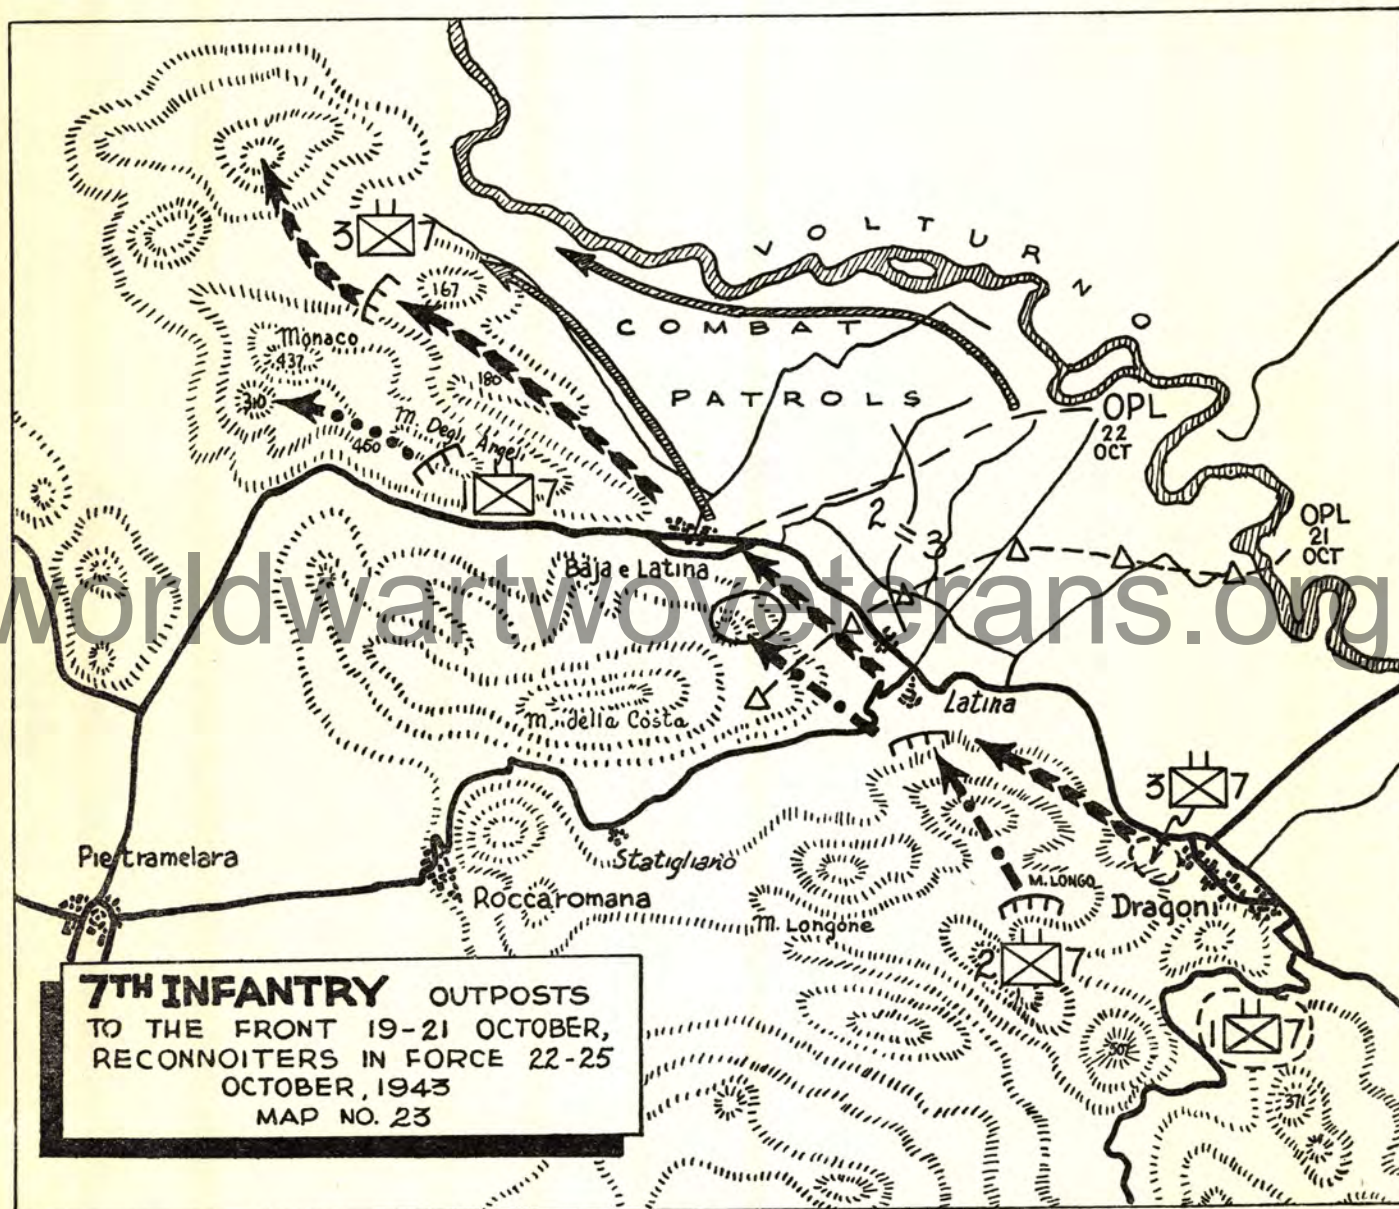 3 7
167
VOLTURNO
COMBAT
PATROLS
Monaco
437
180
310
M. Degli Angeli
450
1 7
OPL
22
OCT
2 = 3
OPL
21
OCT
Baja e Latina
worldwartwoveterans.org
M. della Costa
Latina
3 7
Pietramelara
Statigliano
Roccaromana
M. LONGO
Dragoni
M. Longone
2 7
7TH INFANTRY OUTPOSTS
TO THE FRONT 19-21 OCTOBER,
RECONNOITERS IN FORCE 22-25
OCTOBER, 1943
MAP NO. 23
1 7
507
371